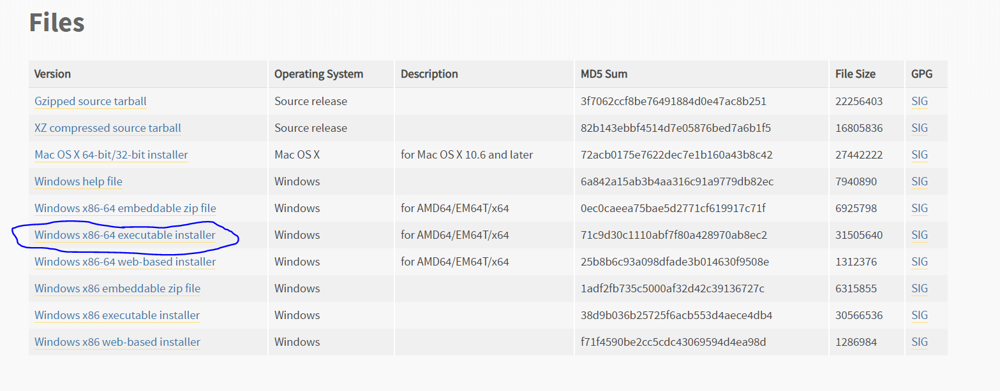 Files
Version Operating System Description MD5 Sum File Size GPG
Gzipped source tarball Source release 3f7062ccf8be76491884d0e47ac8b251 22256403 SIG
XZ compressed source tarball Source release 82b143ebbf4514d7e05876bed7a6b1f5 16805836 SIG
Mac OS X 64-bit/32-bit installer Mac OS X for Mac OS X 10.6 and later 72acb0175e7622dec7e1b160a43b8c42 27442222 SIG
Windows help file Windows 6a842a15ab3b4aa316c91a9779db82ec 7940890 SIG
Windows x86-64 embeddable zip file Windows for AMD64/EM64T/x64 0ec0caeea75bae5d2771cf619917c71f 6925798 SIG
Windows x86-64 executable installer Windows for AMD64/EM64T/x64 71c9d30c1110abf7f80a428970ab8ec2 31505640 SIG
Windows x86-64 web-based installer Windows for AMD64/EM64T/x64 25b8b6c93a098dfade3b014630f9508e 1312376 SIG
Windows x86 embeddable zip file Windows 1adf2fb735c5000af32d42c39136727c 6315855 SIG
Windows x86 executable installer Windows 38d9b036b25725f6acb553d4aece4db4 30566536 SIG
Windows x86 web-based installer Windows f71f4590be2cc5cdc43069594d4ea98d 1286984 SIG